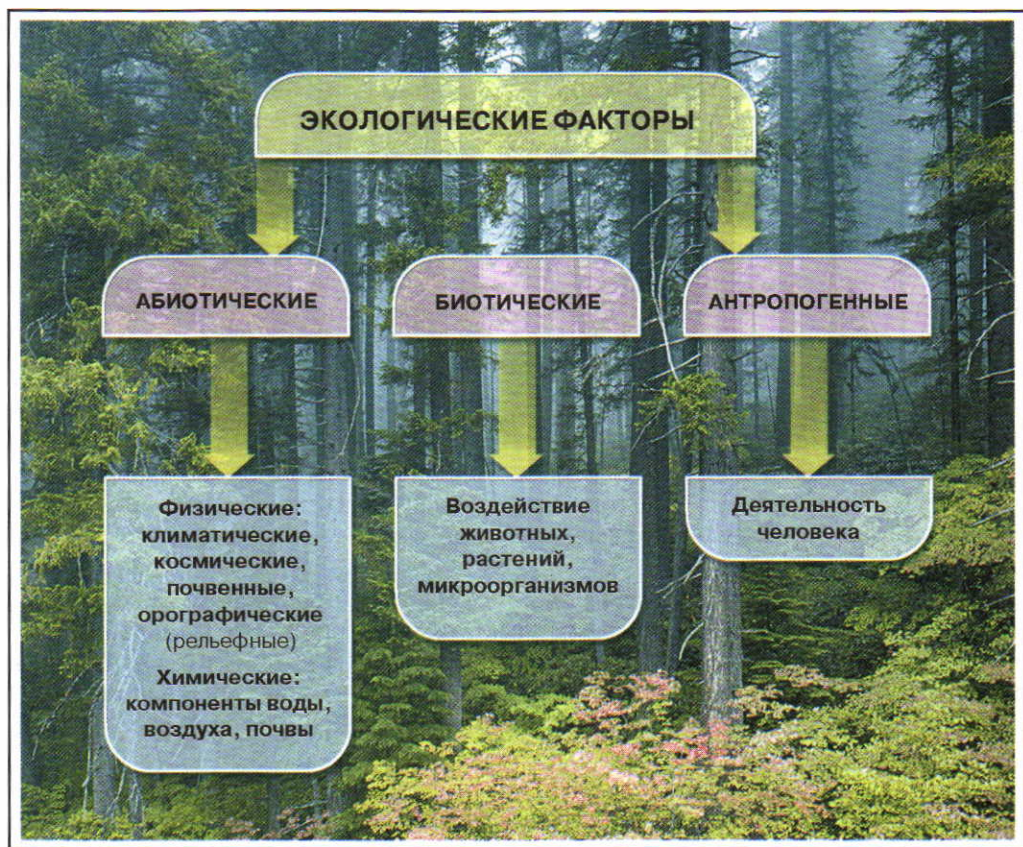 ЭКОЛОГИЧЕСКИЕ ФАКТОРЫ
АБИОТИЧЕСКИЕ
БИОТИЧЕСКИЕ
АНТРОПОГЕННЫЕ
Физические:
климатические,
космические,
почвенные,
орографические
(рельефные)
Химические:
компоненты воды,
воздуха, почвы
Воздействие
животных,
растений,
микроорганизмов
Деятельность
человека